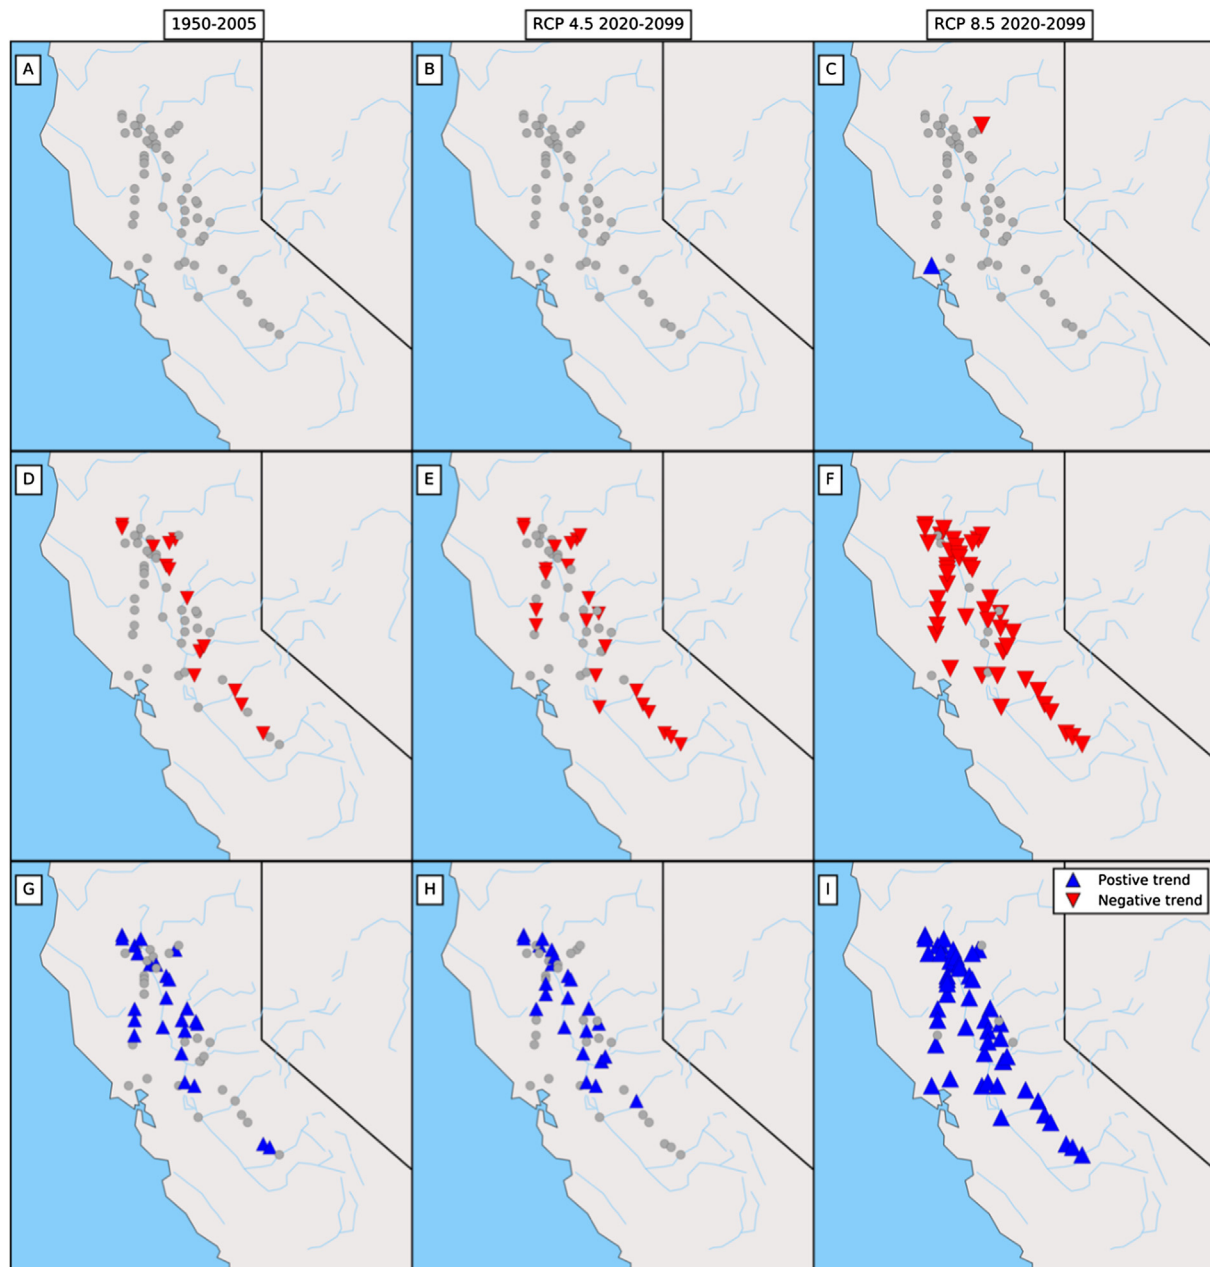 1950-2005
RCP 4.5 2020-2099
RCP 8.5 2020-2099
A
B
C
D
E
F
G
H
I
Postive trend
Negative trend